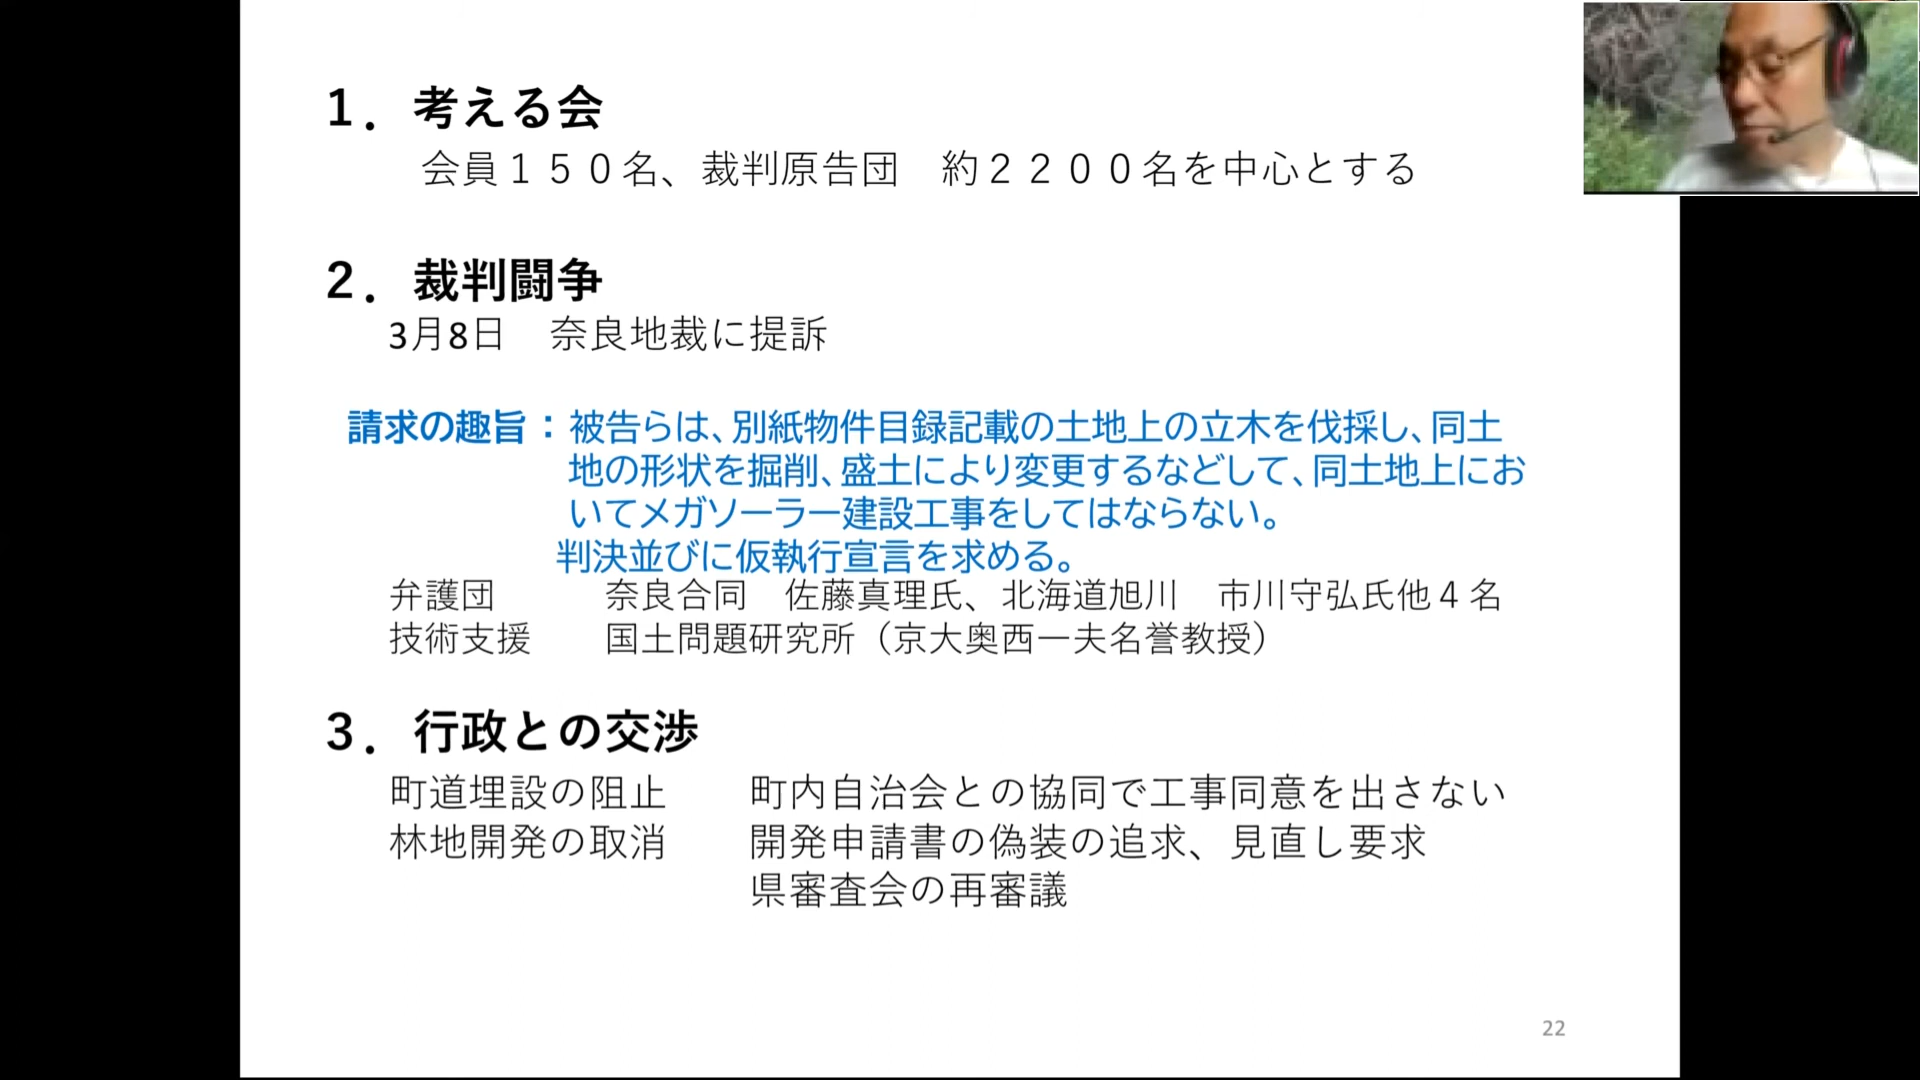 1．考える会
会員１５０名、裁判原告団　約２２００名を中心とする
2．裁判闘争
3月8日　奈良地裁に提訴
請求の趣旨：被告らは、別紙物件目録記載の土地上の立木を伐採し、同土
地の形状を掘削、盛土により変更するなどして、同土地上にお
いてメガソーラー建設工事をしてはならない。
判決並びに仮執行宣言を求める。
弁護団　　　奈良合同　佐藤真理氏、北海道旭川　市川守弘氏他４名
技術支援　　国土問題研究所（京大奥西一夫名誉教授）
3．行政との交渉
町道埋設の阻止　　町内自治会との協同で工事同意を出さない
林地開発の取消　　開発申請書の偽装の追求、見直し要求
県審査会の再審議
22